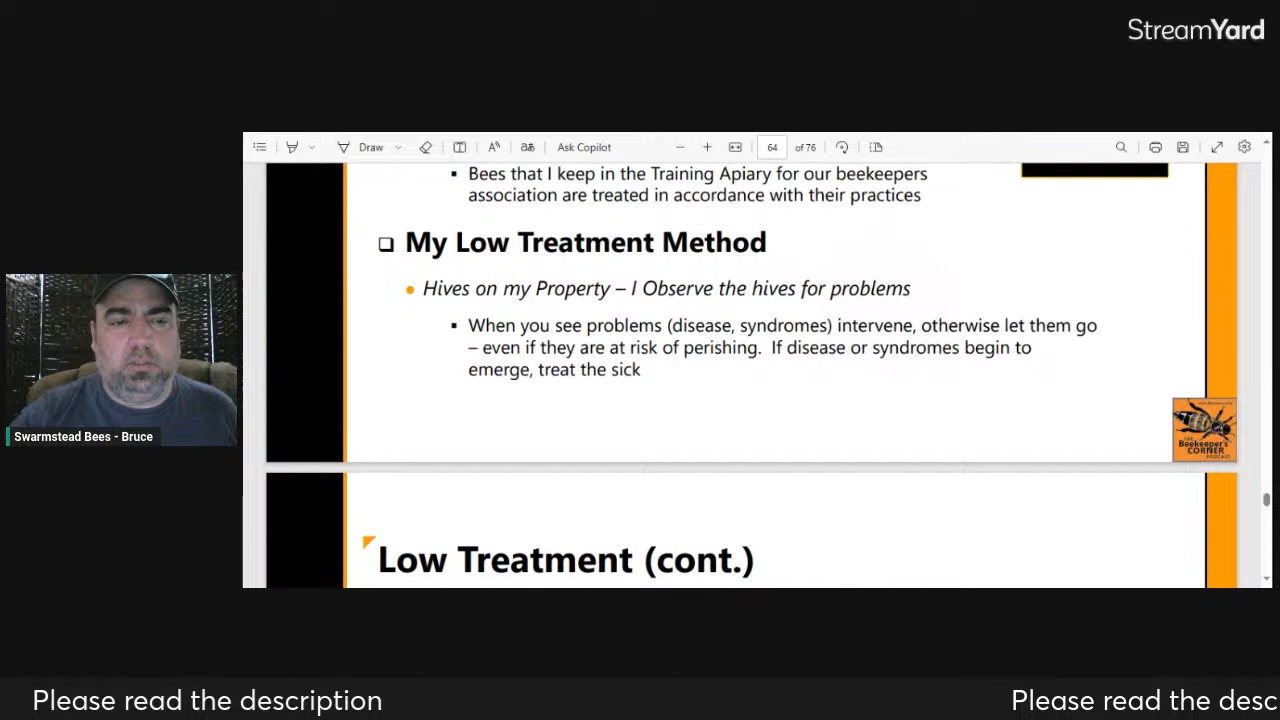 StreamYard
Draw
Ask Copilot
64
of 76
Bees that I keep in the Training Apiary for our beekeepers
association are treated in accordance with their practices
My Low Treatment Method
Hives on my Property – I Observe the hives for problems
When you see problems (disease, syndromes) intervene, otherwise let them go
– even if they are at risk of perishing. If disease or syndromes begin to
emerge, treat the sick
THE
Beekeeper's
CORNER
PODCAST
Low Treatment (cont.)
Swarmstead Bees - Bruce
Please read the description
Please read the desc